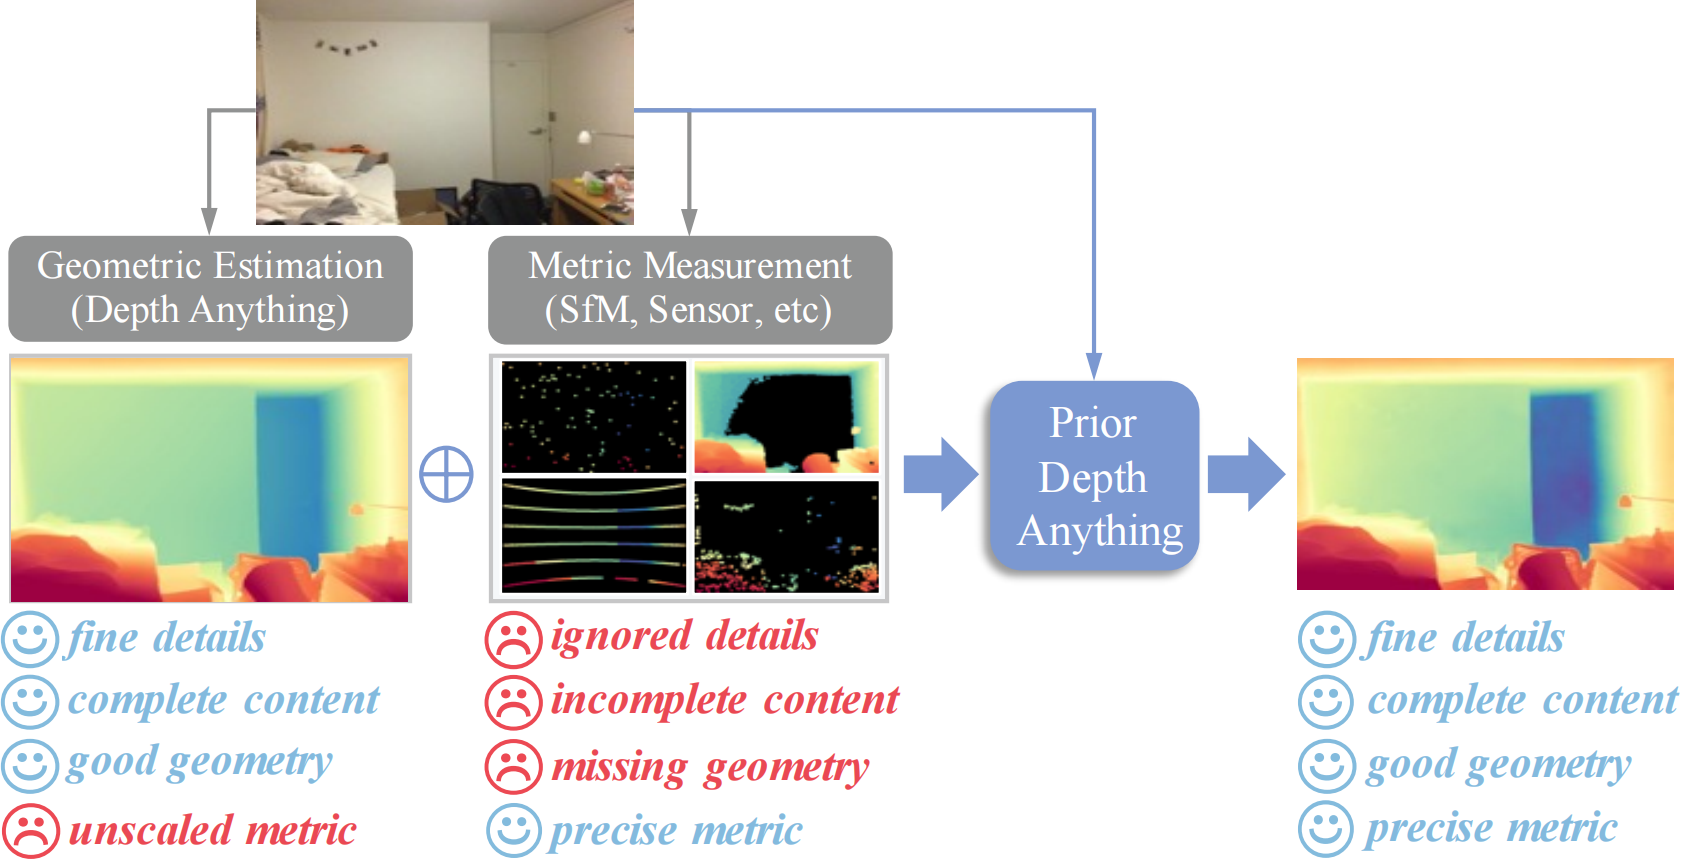 Geometric Estimation
(Depth Anything)
Metric Measurement
(SfM, Sensor, etc)
Prior
Depth
Anything
fine details
complete content
good geometry
unscaled metric
ignored details
incomplete content
missing geometry
precise metric
fine details
complete content
good geometry
precise metric